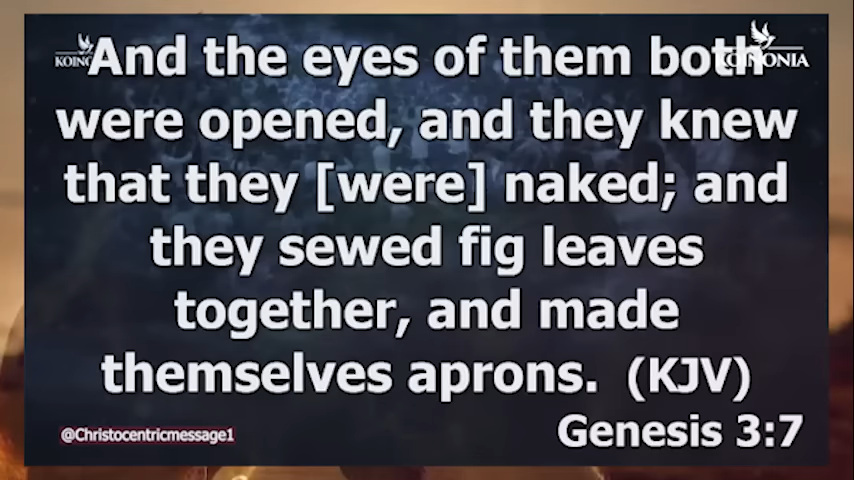 And the eyes of them both
were opened, and they knew
that they [were] naked; and
they sewed fig leaves
together, and made
themselves aprons. (KJV)
Genesis 3:7
@Christocentricmessage1
KOINONIA